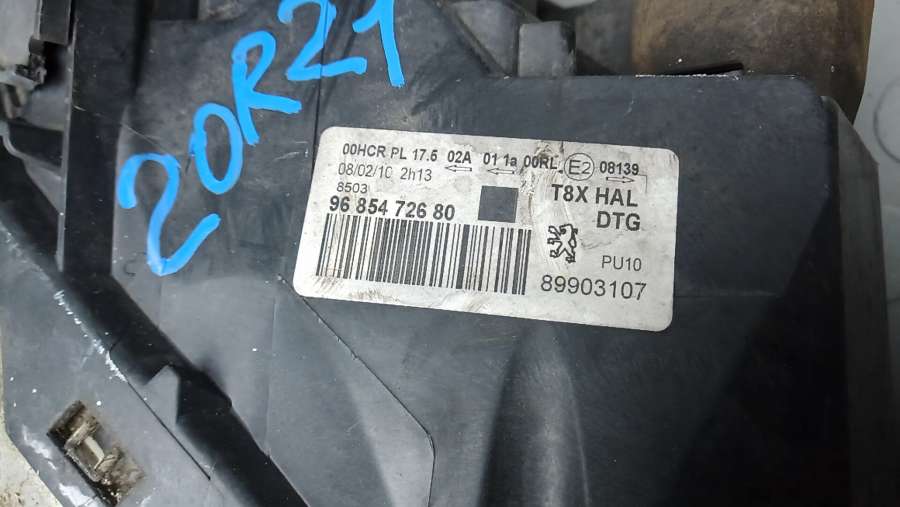 20R21
00HCR PL 17.5 02A 01 1a 00RL E2 08139
08/02/10 2h13
8503
96 854 726 80
T8X HAL
DTG
PU10
89903107